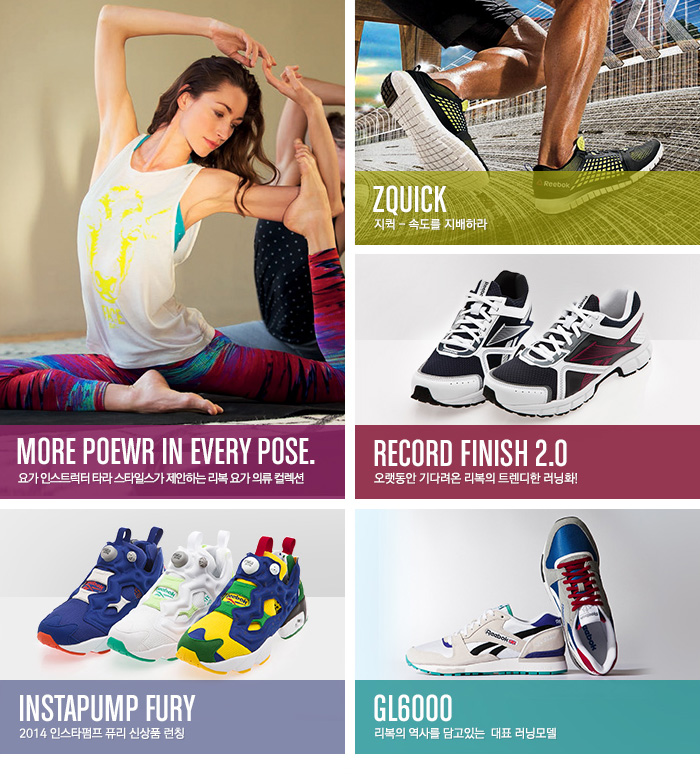 MORE POEWR IN EVERY POSE.
요가 인스트럭터 타라 스타일스가 제안하는 리복 요가 의류 컬렉션
Reebok
ZQUICK
지퀵 – 속도를 지배하라
RECORD FINISH 2.0
오랫동안 기다려온 리복의 트렌디한 러닝화!
Reebok
INSTAPUMP FURY
2014 인스타펌프 퓨리 신상품 런칭
Reebok
Reebok
GL6000
리복의 역사를 담고있는 대표 러닝모델